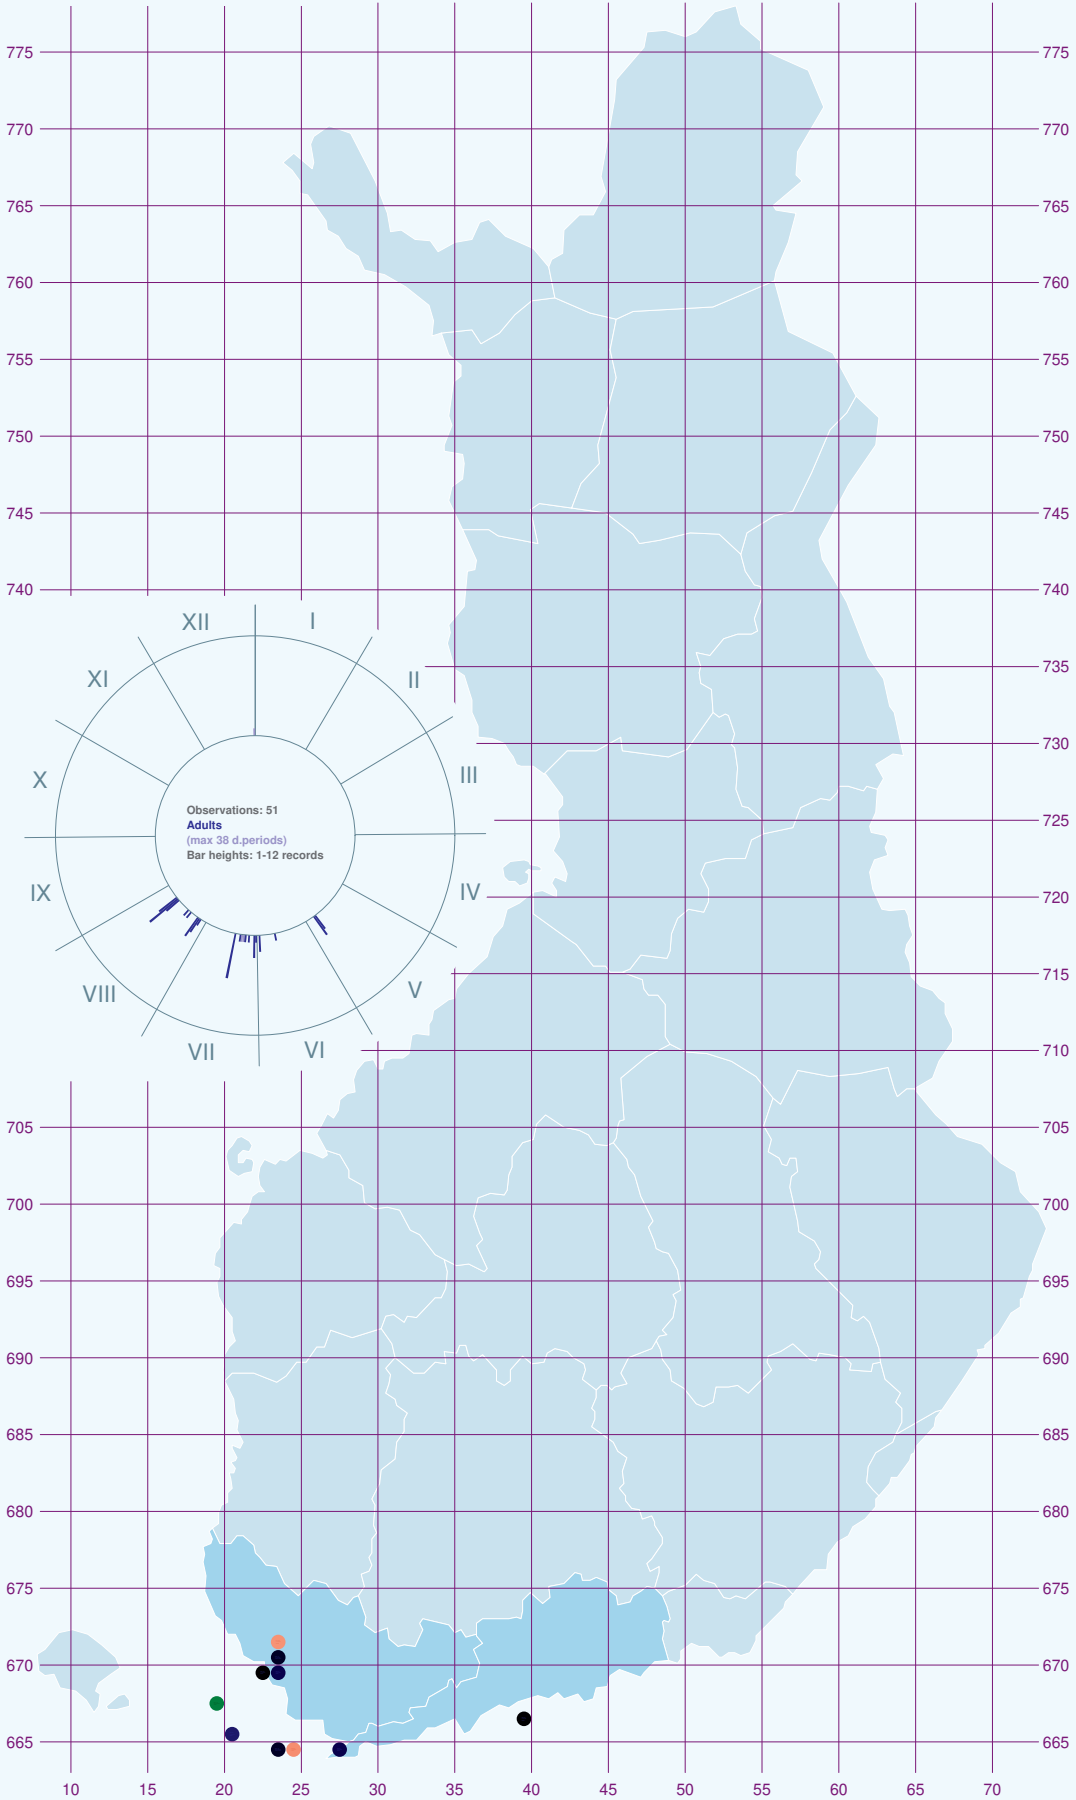 775 775
770 770
765 765
760 760
755 755
750 750
745 745
740 740
XII I
735
XI II
730
X III
Observations: 51
Adults
(max 38 d.periods)
Bar heights: 1-12 records
725
IX IV
720
VIII V
715
VII VI
710
705 705
700 700
695 695
690 690
685 685
680 680
675 675
670 670
665 665
10 15 20 25 30 35 40 45 50 55 60 65 70